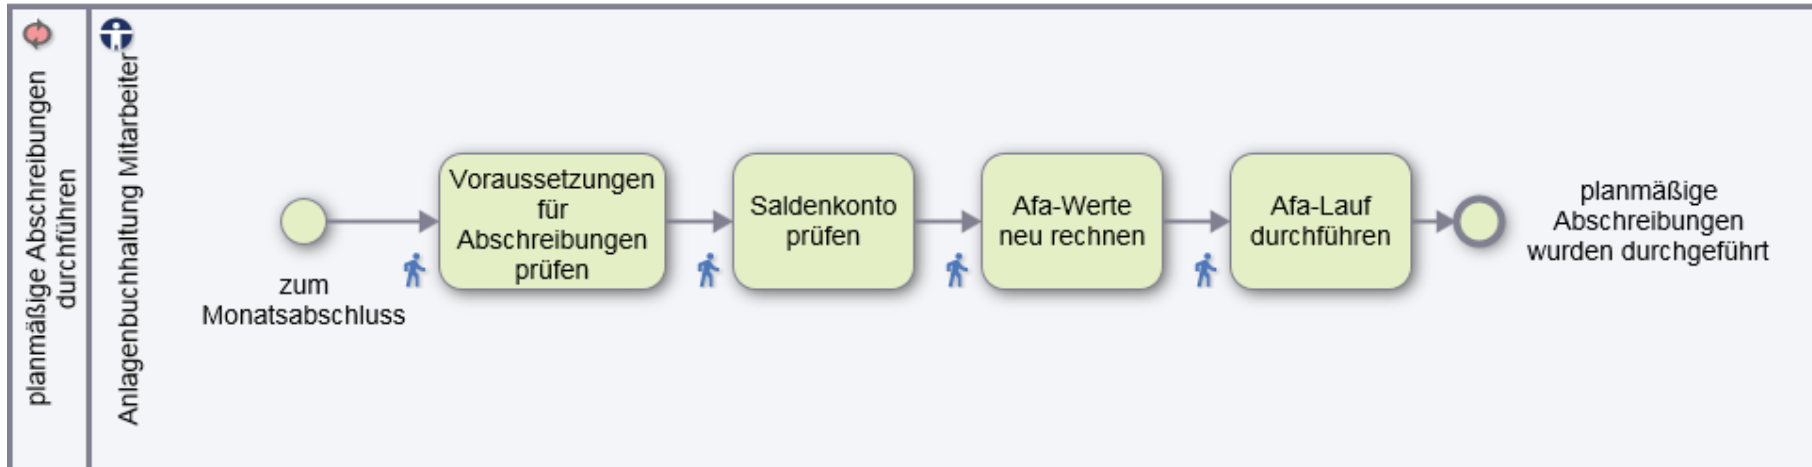 planmäßige Abschreibungen
durchführen
Anlagenbuchhaltung Mitarbeiter
zum
Monatsabschluss
Voraussetzungen
für
Abschreibungen
prüfen
Saldenkonto
prüfen
Afa-Werte
neu rechnen
Afa-Lauf
durchführen
planmäßige
Abschreibungen
wurden durchgeführt